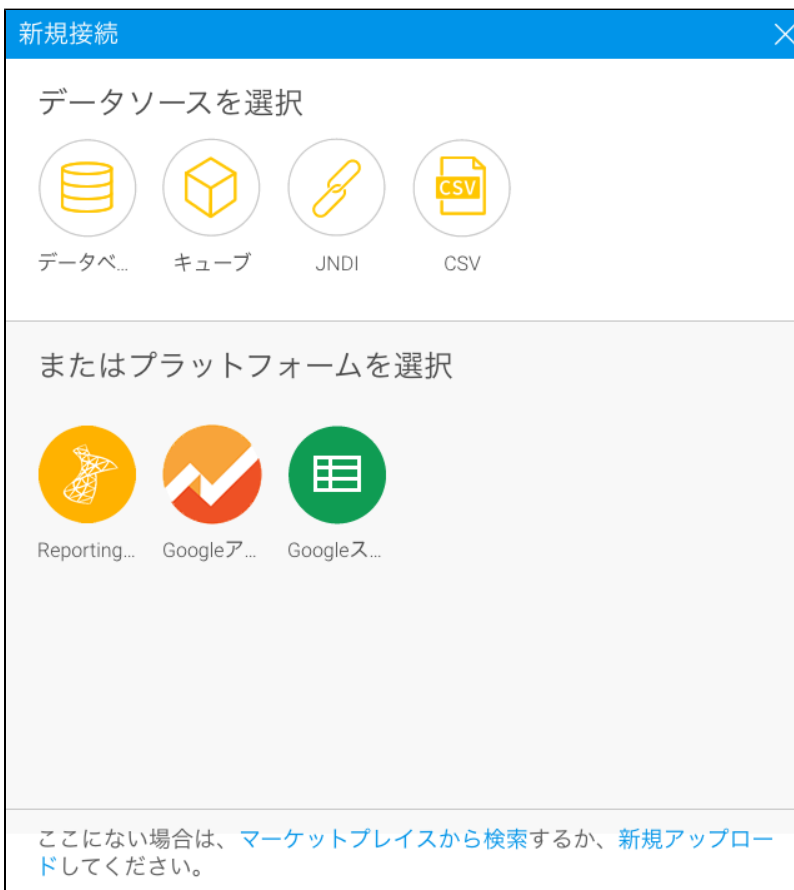 新規接続
データソースを選択
CSV
データベ...
キューブ
JNDI
CSV
またはプラットフォームを選択
Reporting...
Googleア...
Googleス...
ここにない場合は、マーケットプレイスから検索するか、新規アップロー
ドしてください。